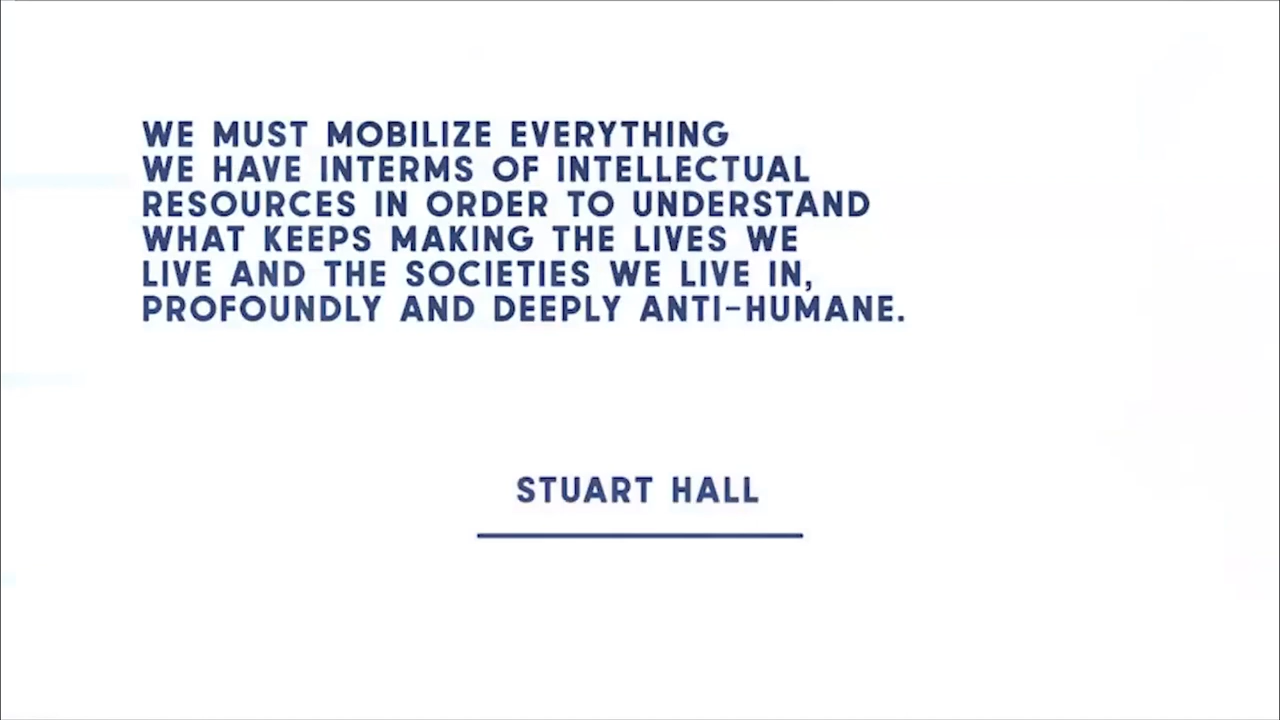 WE MUST MOBILIZE EVERYTHING
WE HAVE INTERMS OF INTELLECTUAL
RESOURCES IN ORDER TO UNDERSTAND
WHAT KEEPS MAKING THE LIVES WE
LIVE AND THE SOCIETIES WE LIVE IN,
PROFOUNDLY AND DEEPLY ANTI-HUMANE.
STUART HALL